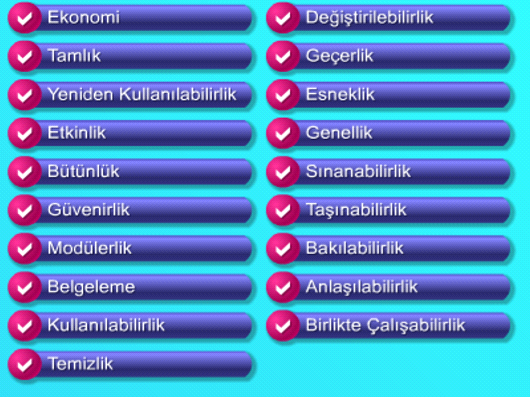 Ekonomi
Tamlık
Yeniden Kullanılabilirlik
Etkinlik
Bütünlük
Güvenirlik
Modülerlik
Belgeleme
Kullanılabilirlik
Temizlik
Değiştirilebilirlik
Geçerlik
Esneklik
Genellik
Sınanabilirlik
Taşınabilirlik
Bakılabilirlik
Anlaşılabilirlik
Birlikte Çalışabilirlik